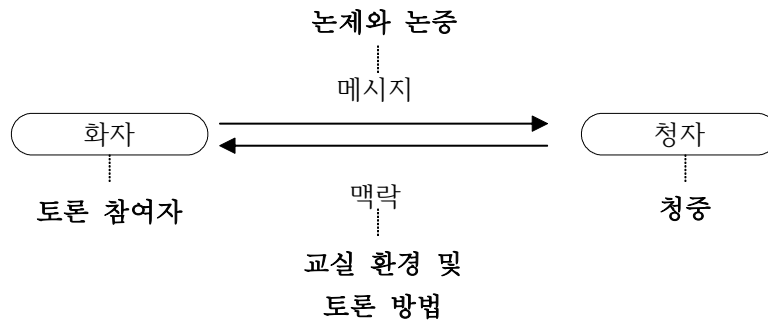 논제와 논증
메시지
화자
청자
맥락
토론 참여자
청중
교실 환경 및
토론 방법